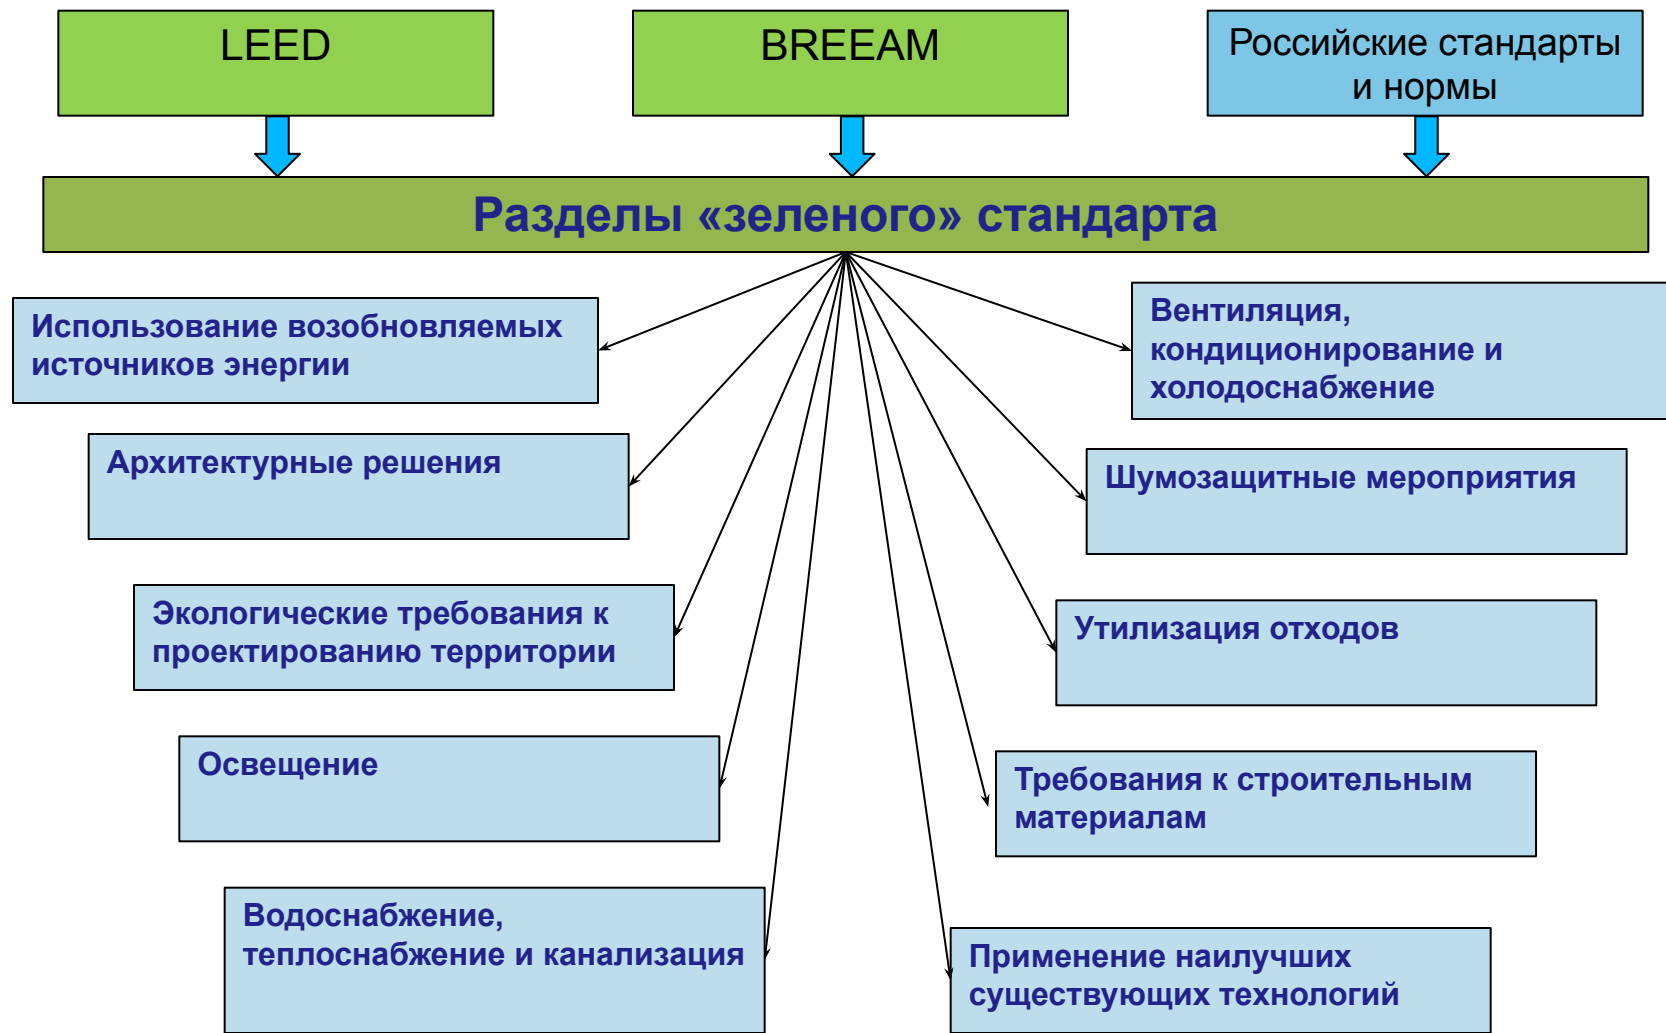 LEED
BREEAM
Российские стандарты
и нормы
Разделы «зеленого» стандарта
Использование возобновляемых
источников энергии
Архитектурные решения
Экологические требования к
проектированию территории
Освещение
Водоснабжение,
теплоснабжение и канализация
Вентиляция,
кондиционирование и
холодоснабжение
Шумозащитные мероприятия
Утилизация отходов
Требования к строительным
материалам
Применение наилучших
существующих технологий